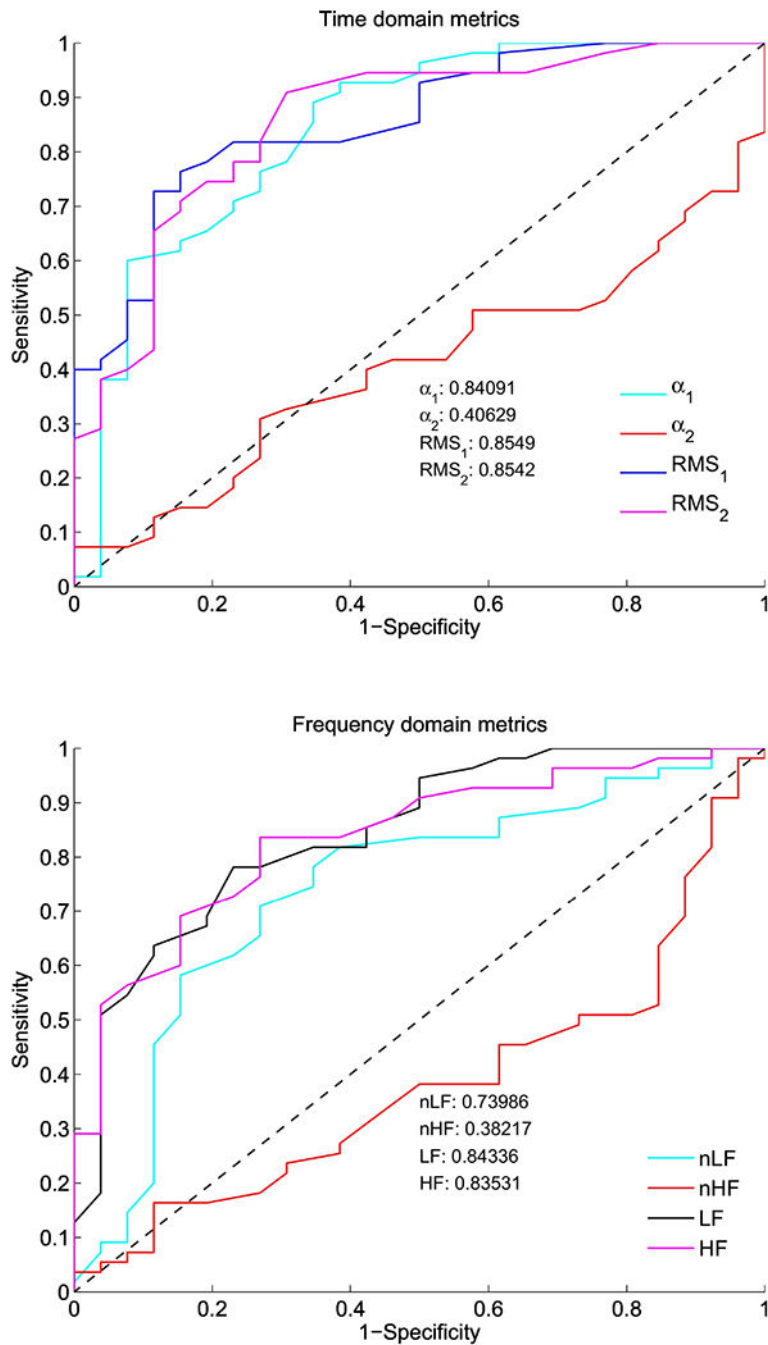 Time domain metrics
1
0.9
0.8
0.7
0.6
0.5
0.4
0.3
0.2
0.1
0
Sensitivity
α1: 0.84091
α2: 0.40629
RMS1: 0.8549
RMS2: 0.8542
α1
α2
RMS1
RMS2
0 0.2 0.4 0.6 0.8 1
1−Specificity
Frequency domain metrics
1
0.9
0.8
0.7
0.6
0.5
0.4
0.3
0.2
0.1
0
Sensitivity
nLF: 0.73986
nHF: 0.38217
LF: 0.84336
HF: 0.83531
nLF
nHF
LF
HF
0 0.2 0.4 0.6 0.8 1
1−Specificity